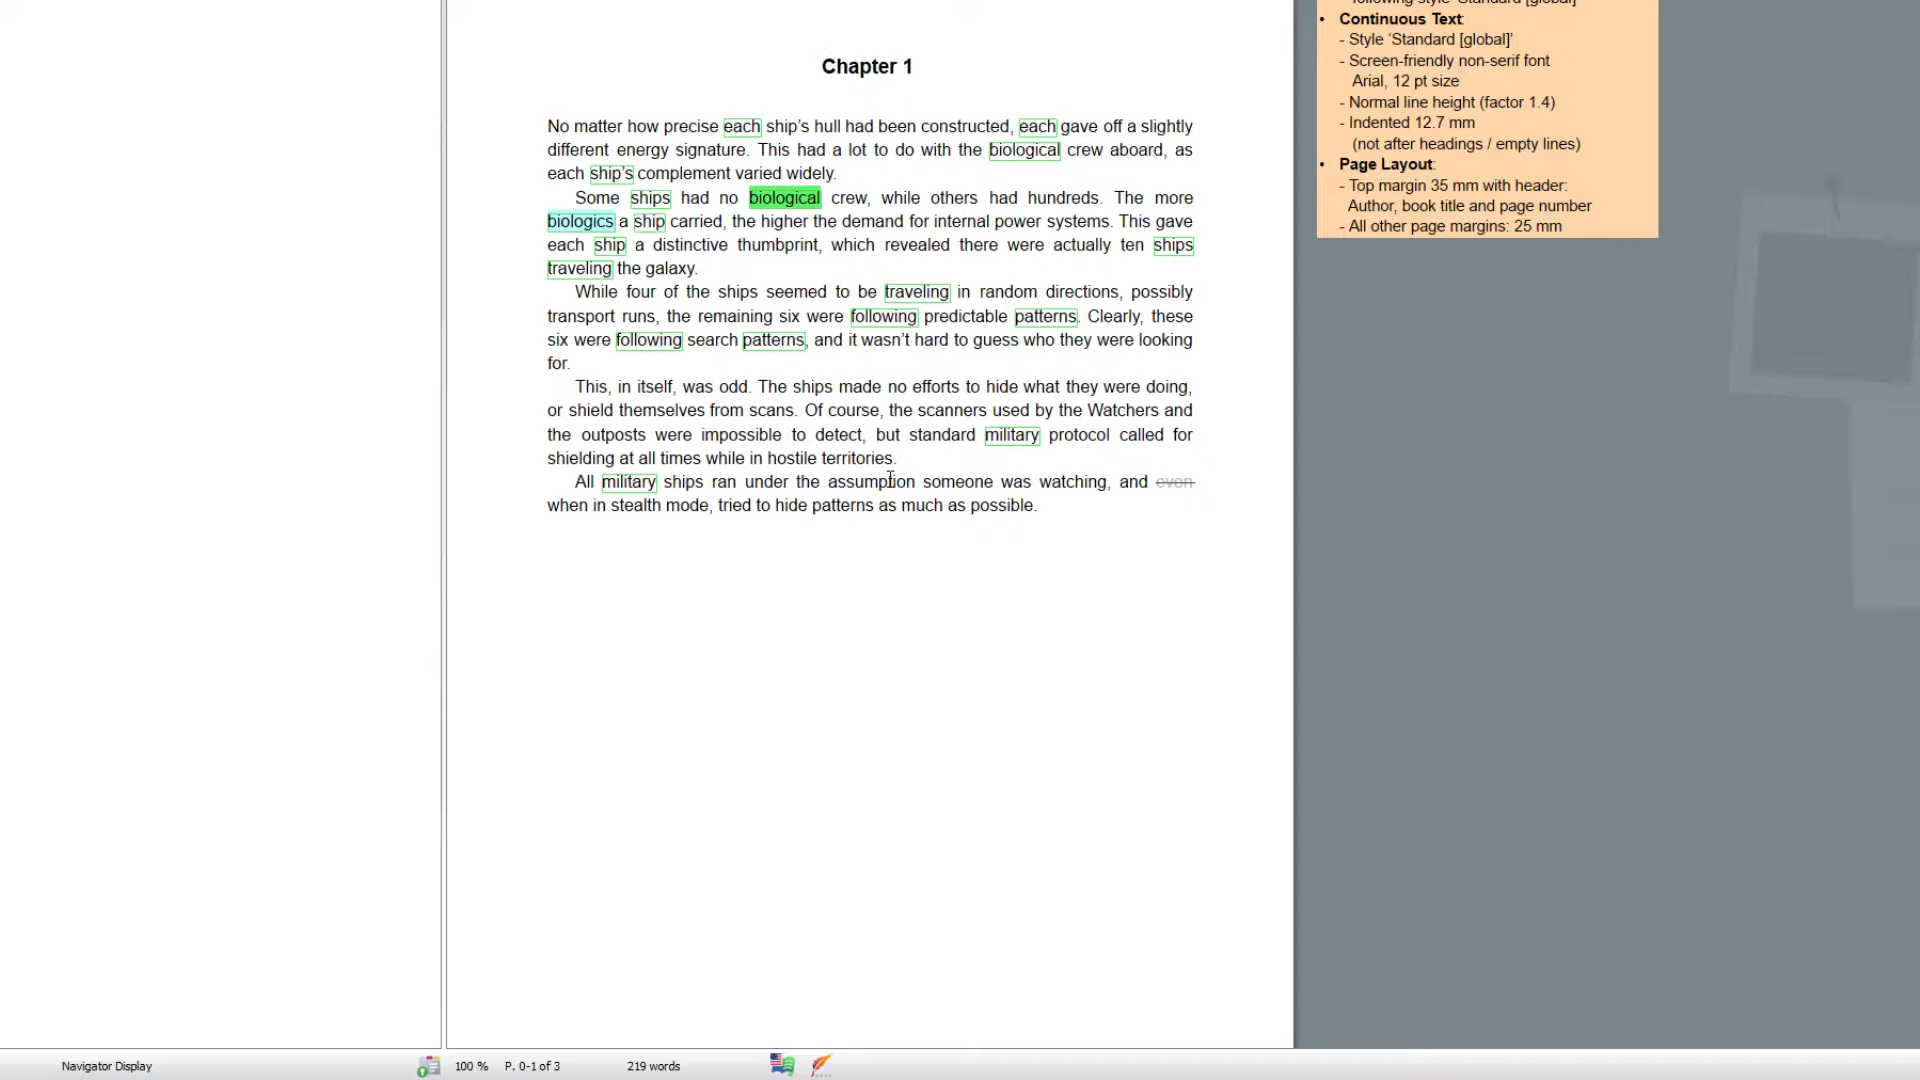 following style ‘Standard [global]’
• Continuous Text:
- Style ‘Standard [global]’
- Screen-friendly non-serif font
Arial, 12 pt size
- Normal line height (factor 1.4)
- Indented 12.7 mm
(not after headings / empty lines)
• Page Layout:
- Top margin 35 mm with header:
Author, book title and page number
- All other page margins: 25 mm
Chapter 1
No matter how precise each ship’s hull had been constructed, each gave off a slightly
different energy signature. This had a lot to do with the biological crew aboard, as
each ship’s complement varied widely.
Some ships had no biological crew, while others had hundreds. The more
biologics a ship carried, the higher the demand for internal power systems. This gave
each ship a distinctive thumbprint, which revealed there were actually ten ships
traveling the galaxy.
While four of the ships seemed to be traveling in random directions, possibly
transport runs, the remaining six were following predictable patterns. Clearly, these
six were following search patterns, and it wasn’t hard to guess who they were looking
for.
This, in itself, was odd. The ships made no efforts to hide what they were doing,
or shield themselves from scans. Of course, the scanners used by the Watchers and
the outposts were impossible to detect, but standard military protocol called for
shielding at all times while in hostile territories.
All military ships ran under the assumption someone was watching, and even
when in stealth mode, tried to hide patterns as much as possible.
Navigator Display
100 %
P. 0-1 of 3
219 words